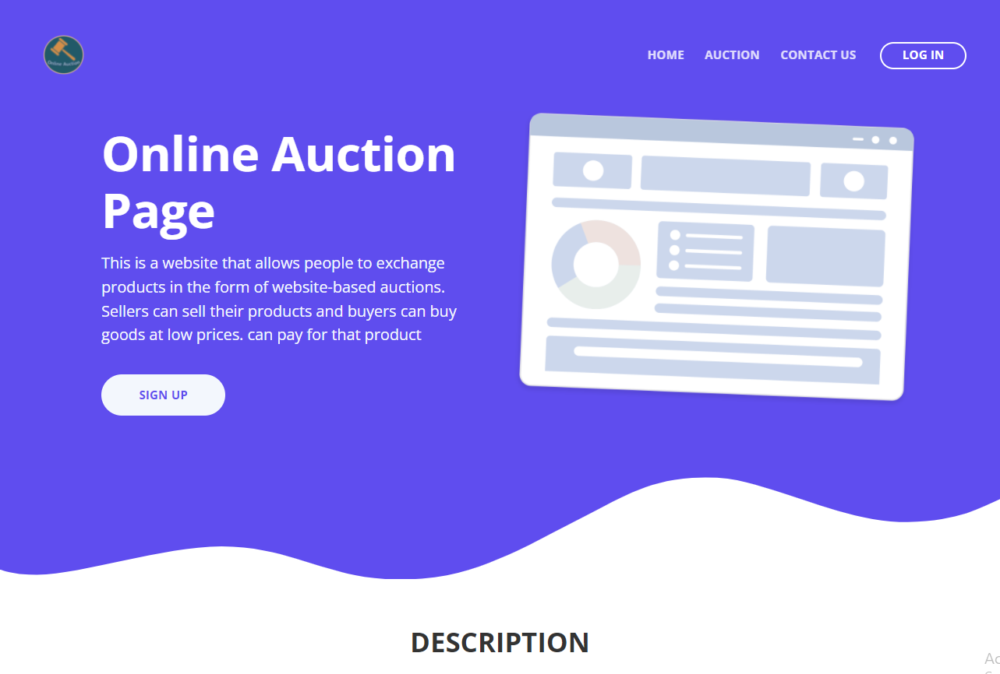 Online Auction
HOME AUCTION CONTACT US LOG IN
Online Auction
Page
This is a website that allows people to exchange
products in the form of website-based auctions.
Sellers can sell their products and buyers can buy
goods at low prices. can pay for that product
SIGN UP
DESCRIPTION